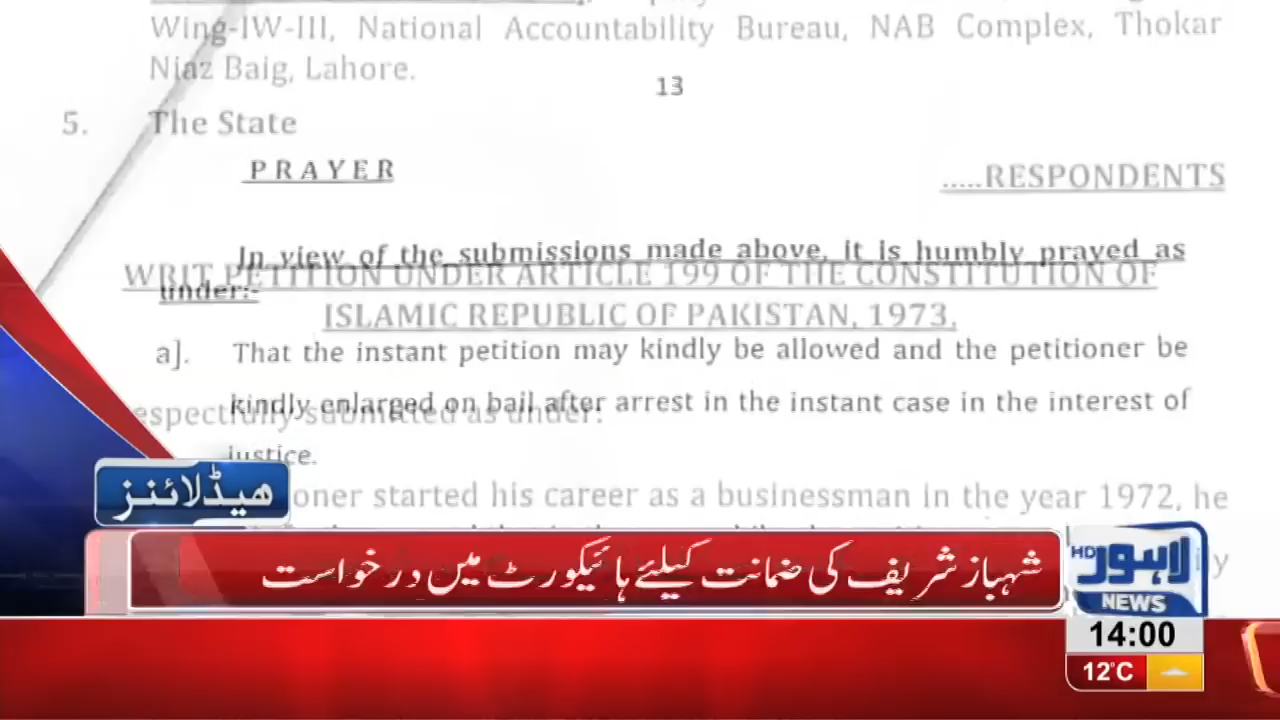 Wing-IW-III, National Accountability Bureau, NAB Complex, Thokar
Niaz Baig, Lahore.
13
5. The State
PRAYER
.....RESPONDENTS
In view of the submissions made above, it is humbly prayed as
under:-
WRIT PETITION UNDER ARTICLE 199 OF THE CONSTITUTION OF
ISLAMIC REPUBLIC OF PAKISTAN, 1973,
a]. That the instant petition may kindly be allowed and the petitioner be
kindly enlarged on bail after arrest in the instant case in the interest of
justice.
espectfully submitted as under:
oner started his career as a businessman in the year 1972, he
ہیڈلائنز
شہباز شریف کی ضمانت کیلئے ہائیکورٹ میں درخواست
HD
لاہور
NEWS
14:00
12°C